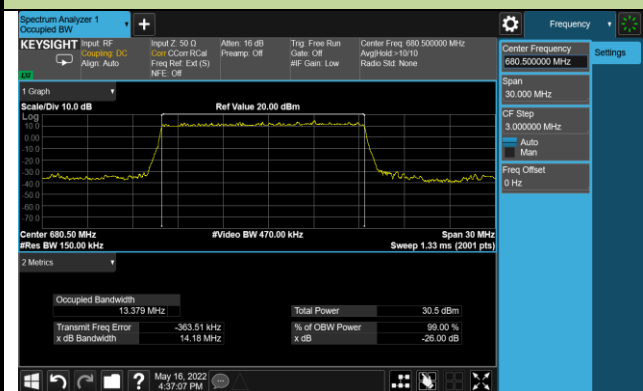 Spectrum Analyzer 1
Occupied BW
Frequency
KEYSIGHT
Input: RF
Coupling: DC
Align: Auto
Input Z: 50 Ω
Corr CCorr RCal
Freq Ref: Ext (S)
NFE: Off
Atten: 16 dB
Preamp: Off
Trig: Free Run
Gate: Off
#IF Gain: Low
Center Freq: 680.500000 MHz
Avg|Hold:>10/10
Radio Std: None
Center Frequency
680.500000 MHz
Settings
Span
30.000 MHz
CF Step
3.000000 MHz
Auto
Man
Freq Offset
0 Hz
1 Graph
Scale/Div 10.0 dB
Ref Value 20.00 dBm
Log
10.0
0.00
-10.0
-20.0
-30.0
-40.0
-50.0
-60.0
-70.0
Center 680.50 MHz
#Video BW 470.00 kHz
Span 30 MHz
#Res BW 150.00 kHz
Sweep 1.33 ms (2001 pts)
2 Metrics
Occupied Bandwidth
13.379 MHz
Total Power
30.5 dBm
Transmit Freq Error
-363.51 kHz
% of OBW Power
99.00 %
x dB Bandwidth
14.18 MHz
x dB
-26.00 dB
May 16, 2022
4:37:07 PM